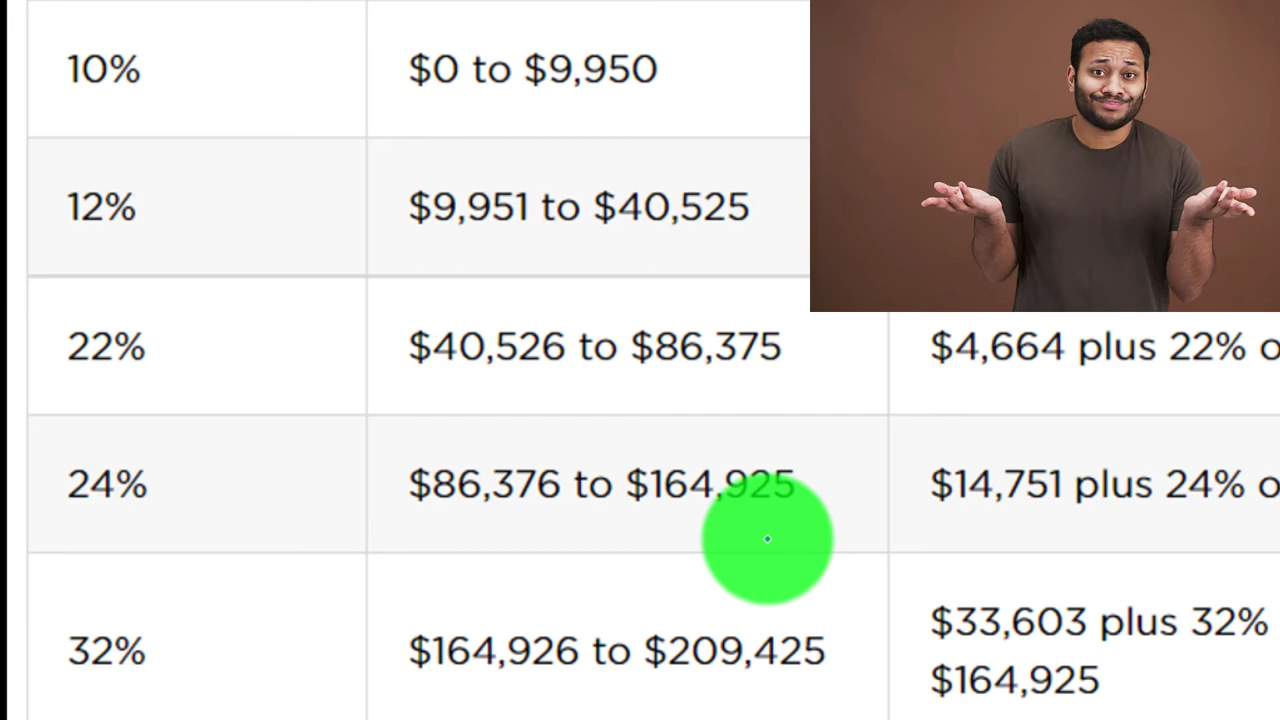 10% $0 to $9,950
12% $9,951 to $40,525
22% $40,526 to $86,375 $4,664 plus 22% o
24% $86,376 to $164,925 $14,751 plus 24% o
32% $164,926 to $209,425 $33,603 plus 32%
$164,925